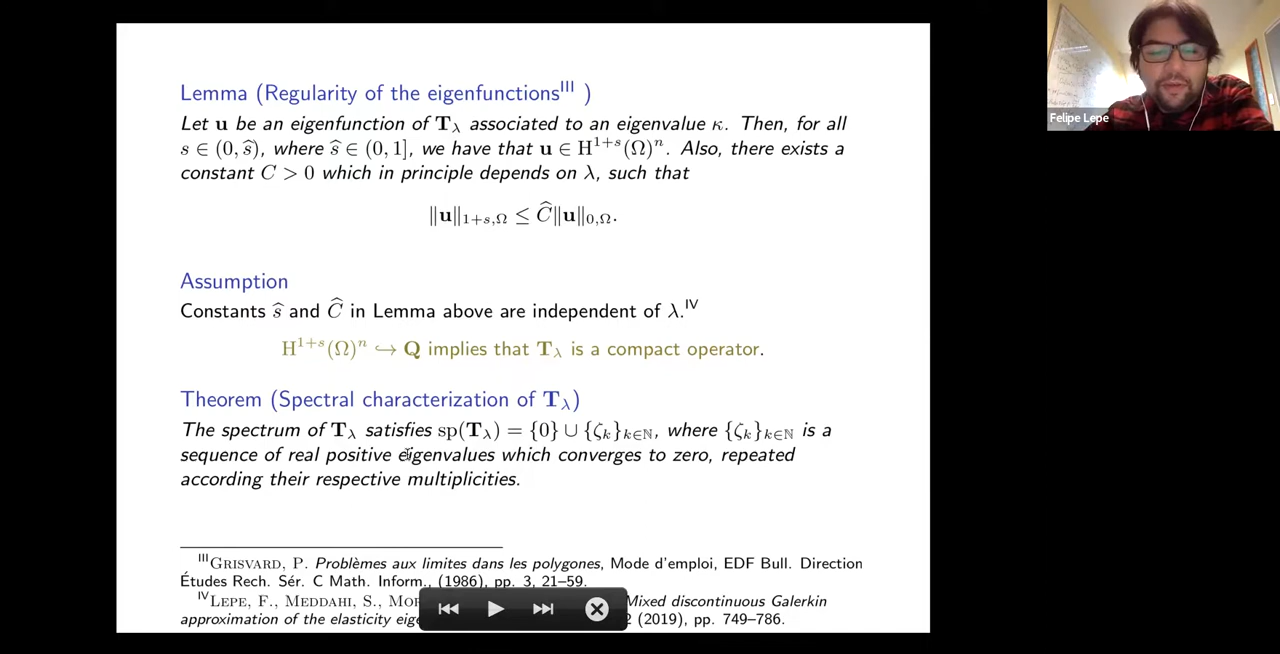 Lemma (Regularity of the eigenfunctionsᴵᴵᴵ )
Let u be an eigenfunction of T_λ associated to an eigenvalue κ. Then, for all
s ∈ (0, ŝ), where ŝ ∈ (0, 1], we have that u ∈ H^{1+s}(Ω)^n. Also, there exists a
constant C > 0 which in principle depends on λ, such that
‖u‖_{1+s,Ω} ≤ Ĉ‖u‖_{0,Ω}.
Assumption
Constants ŝ and Ĉ in Lemma above are independent of λ.ᴵⱽ
H^{1+s}(Ω)^n ↪ Q implies that T_λ is a compact operator.
Theorem (Spectral characterization of T_λ)
The spectrum of T_λ satisfies sp(T_λ) = {0} ∪ {ζ_k}_{k∈ℕ}, where {ζ_k}_{k∈ℕ} is a
sequence of real positive eigenvalues which converges to zero, repeated
according their respective multiplicities.
ᴵᴵᴵGRISVARD, P. Problèmes aux limites dans les polygones, Mode d'emploi, EDF Bull. Direction
Études Rech. Sér. C Math. Inform., (1986), pp. 3, 21–59.
ᴵⱽLEPE, F., MEDDAHI, S., Mixed discontinuous Galerkin
approximation of the elasticity (2019), pp. 749–786.
Felipe Lepe